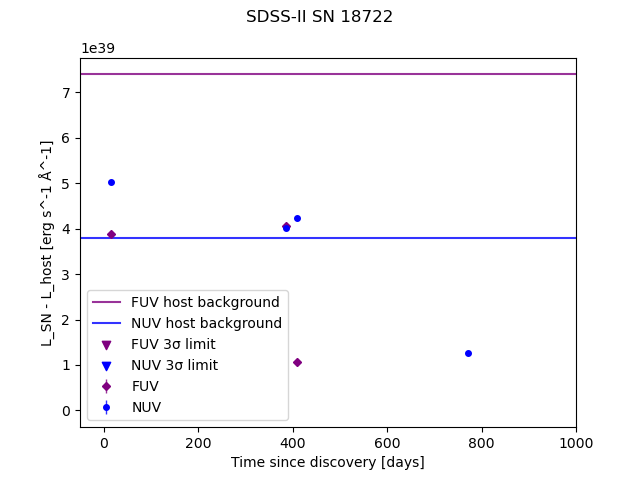 SDSS-II SN 18722
1e39
7
6
5
4
3
2
1
0
L_SN - L_host [erg s^-1 Å^-1]
FUV host background
NUV host background
FUV 3σ limit
NUV 3σ limit
FUV
NUV
0 200 400 600 800 1000
Time since discovery [days]